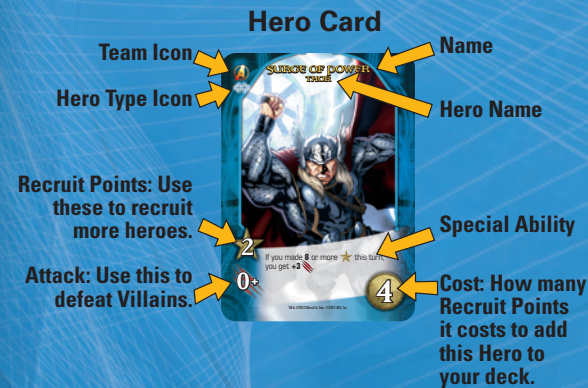 Hero Card
Team Icon
Hero Type Icon
Recruit Points: Use
these to recruit
more heroes.
Attack: Use this to
defeat Villains.
SURGE OF POWER
THOR
2
0+
If you made 8 or more this turn,
you get +3
4
Name
Hero Name
Special Ability
Cost: How many
Recruit Points
it costs to add
this Hero to
your deck.